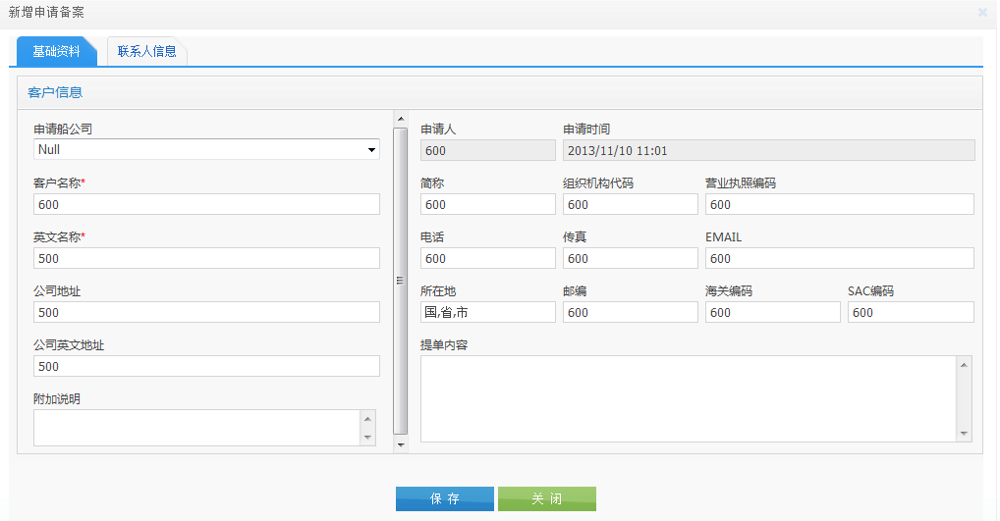 新增申请备案
基础资料 联系人信息
客户信息
申请船公司
Null
客户名称*
600
英文名称*
500
公司地址
500
公司英文地址
500
附加说明
申请人 申请时间
600 2013/11/10 11:01
简称 组织机构代码 营业执照编码
600 600 600
电话 传真 EMAIL
600 600 600
所在地 邮编 海关编码 SAC编码
国,省,市 600 600 600
提单内容
保 存 关 闭